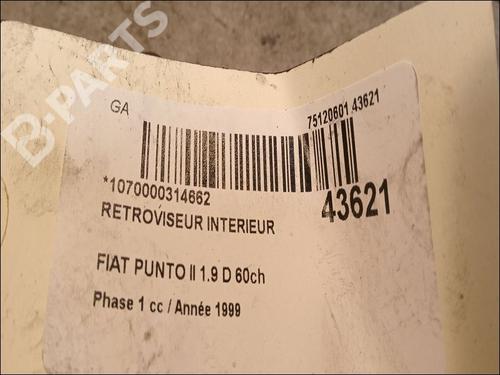 B-PARTS
GA
75120601 43621
*1070000314662
43621
RETROVISEUR INTERIEUR
FIAT PUNTO II 1.9 D 60ch
Phase 1 cc / Année 1999